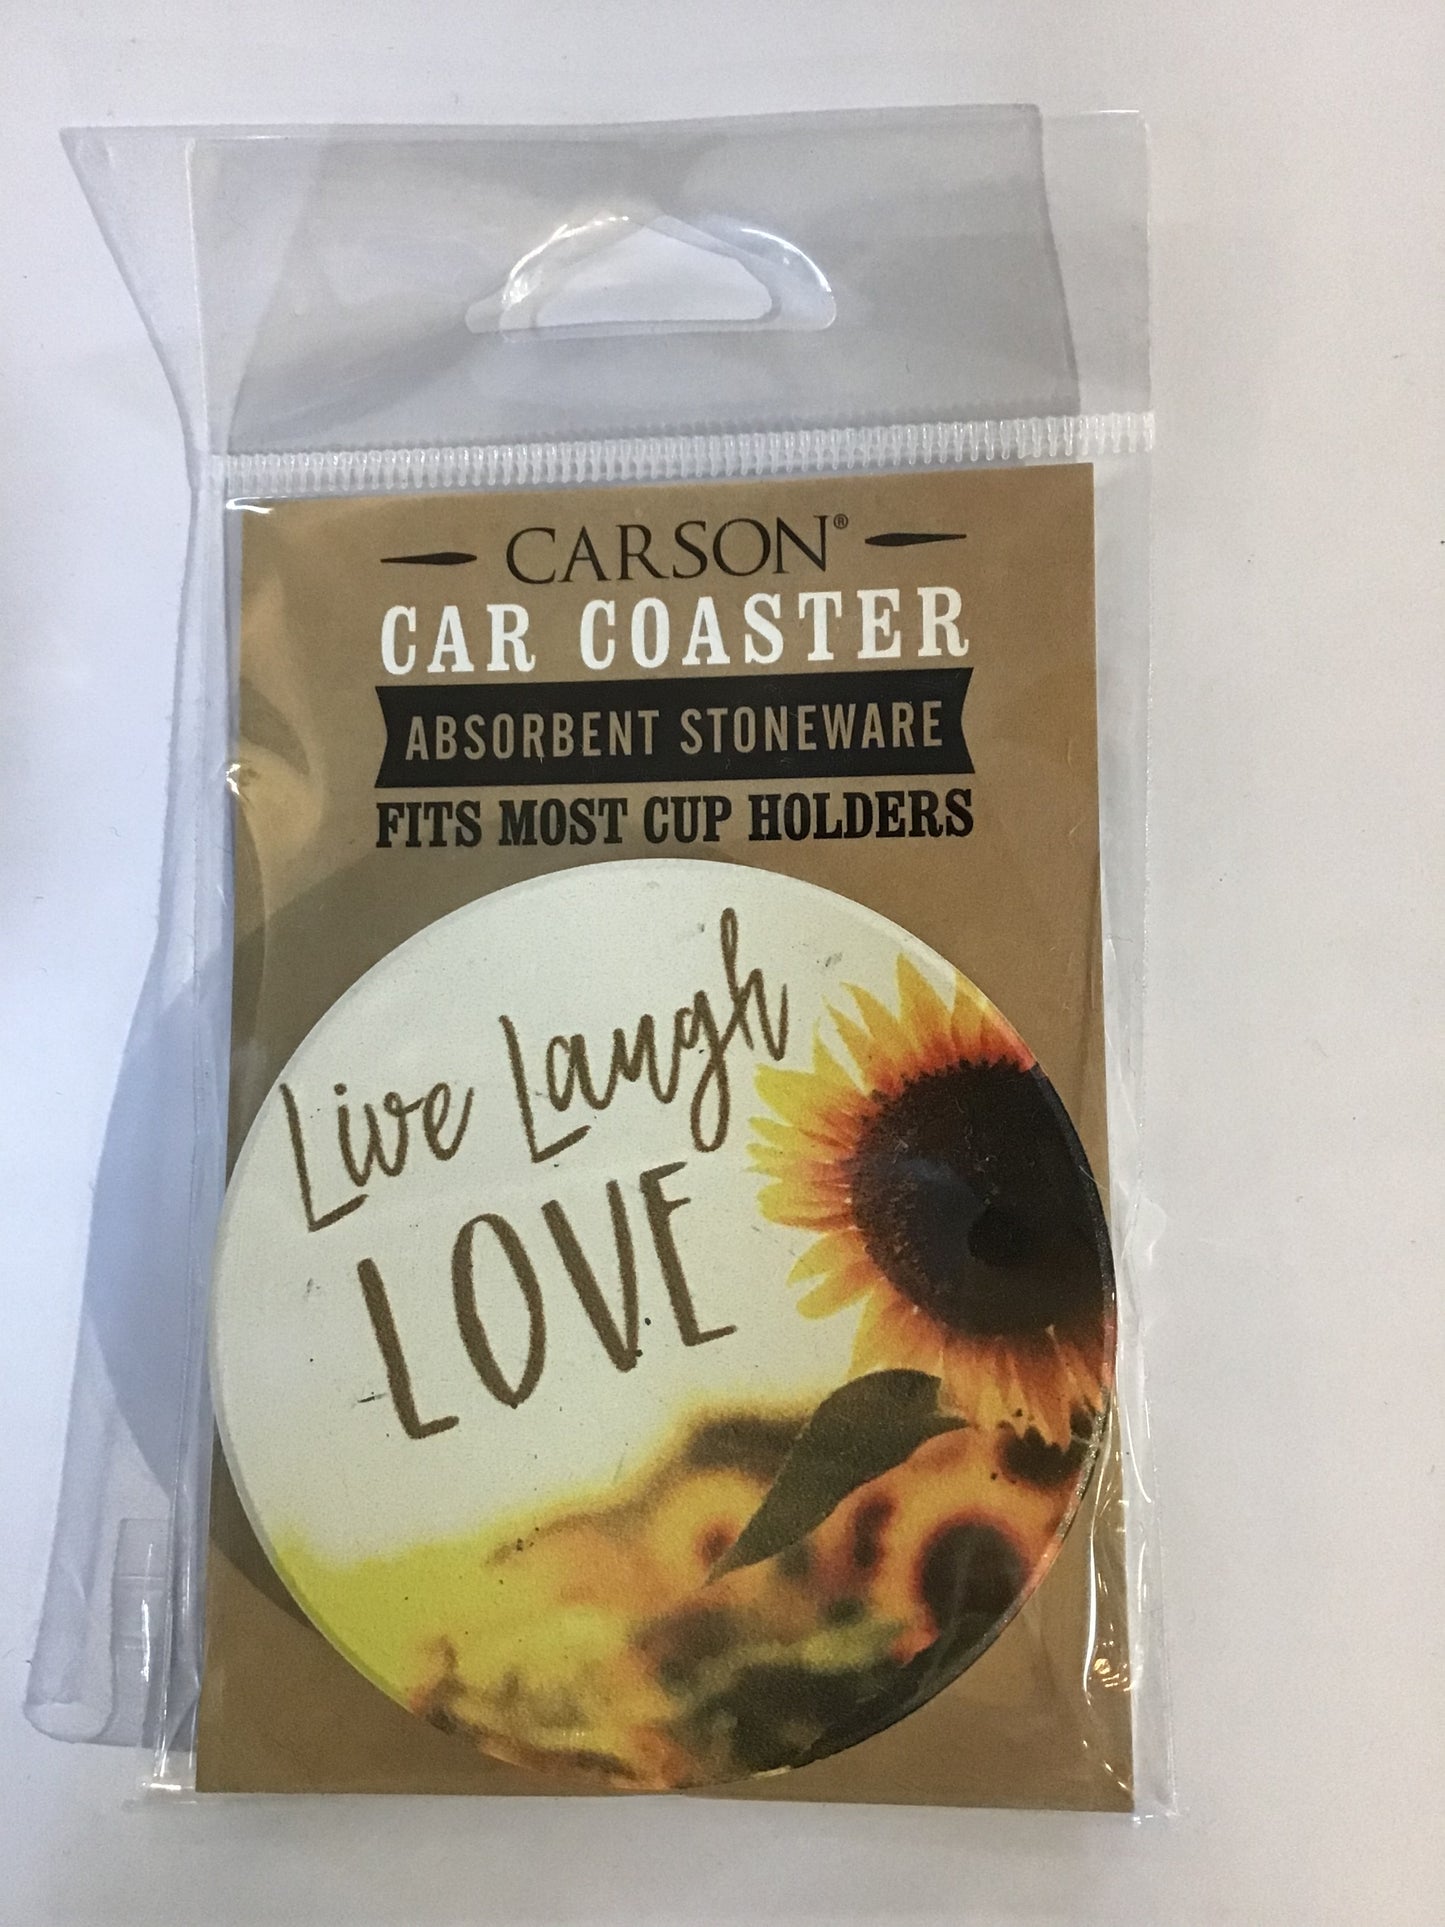 CARSON®
CAR COASTER
ABSORBENT STONEWARE
FITS MOST CUP HOLDERS
Live Laugh
LOVE